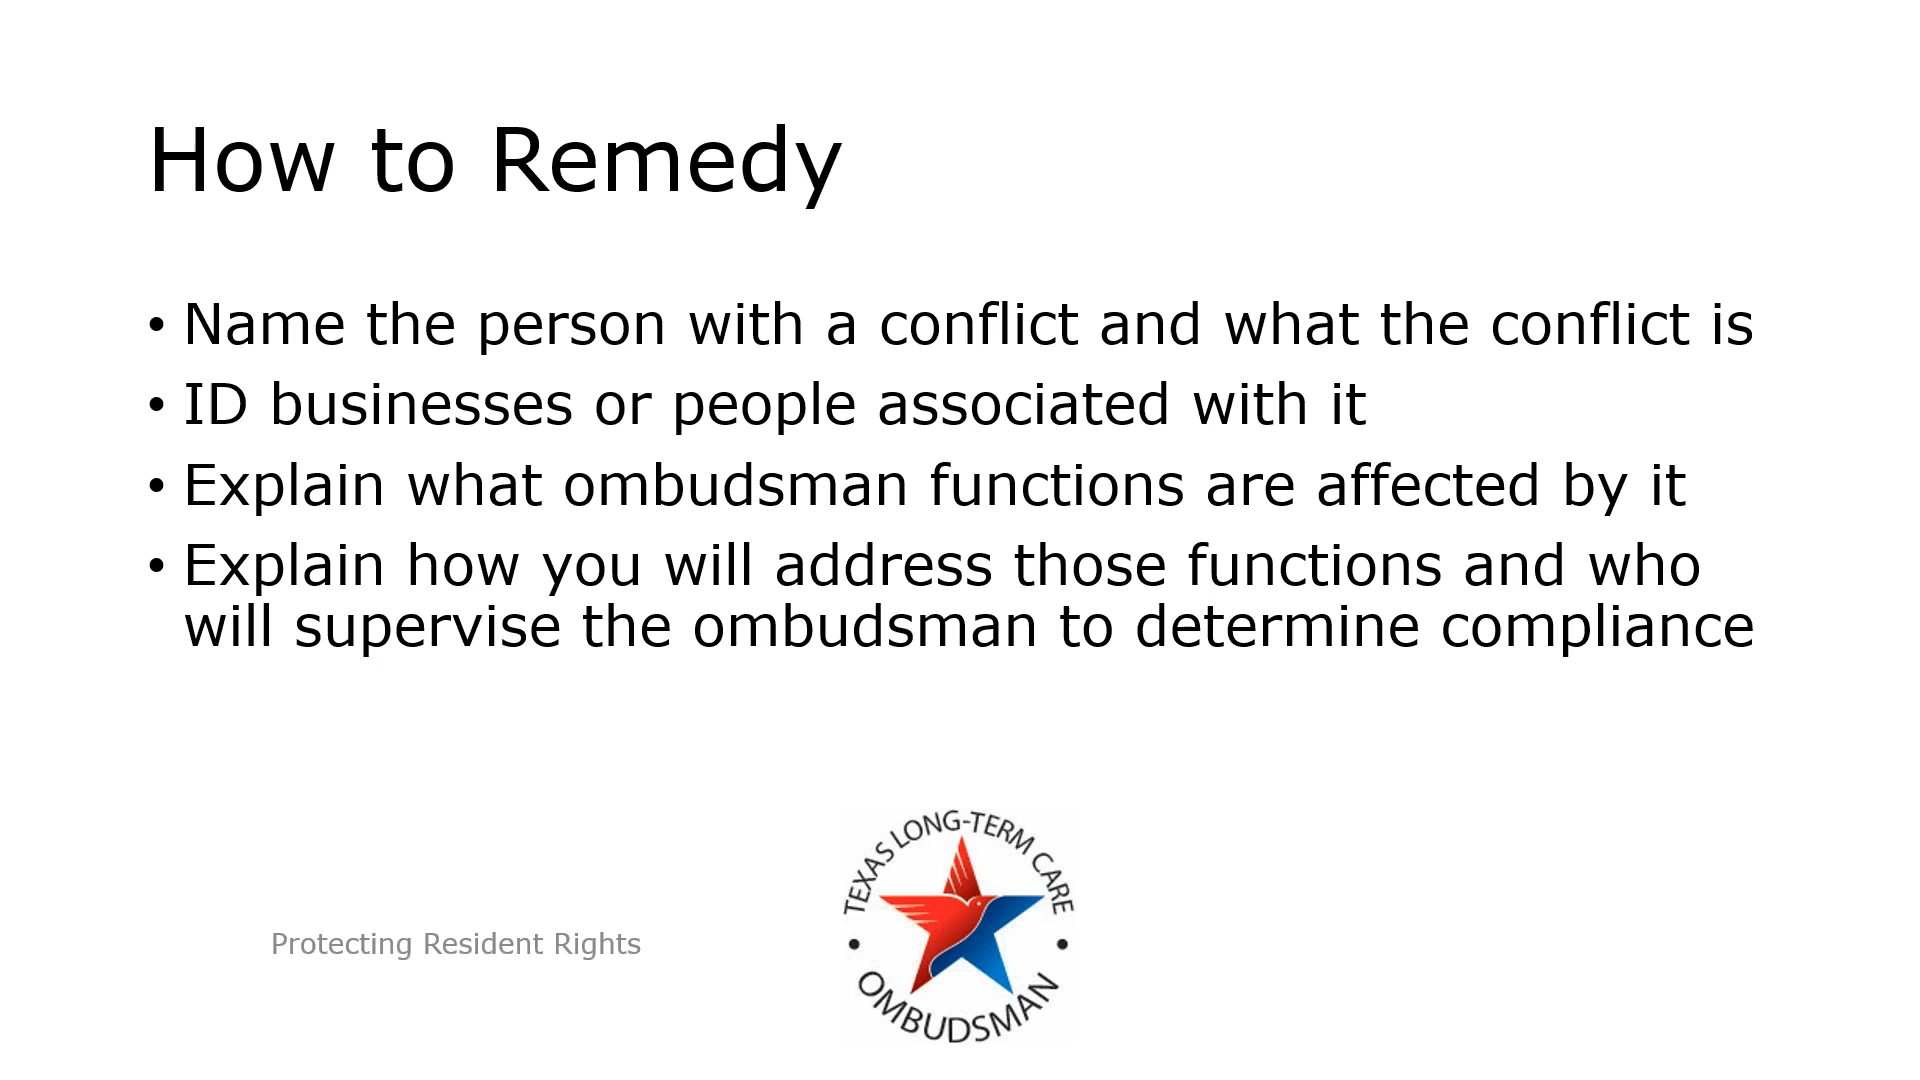 How to Remedy
• Name the person with a conflict and what the conflict is
• ID businesses or people associated with it
• Explain what ombudsman functions are affected by it
• Explain how you will address those functions and who
will supervise the ombudsman to determine compliance
Protecting Resident Rights
TEXAS LONG-TERM CARE
• OMBUDSMAN •